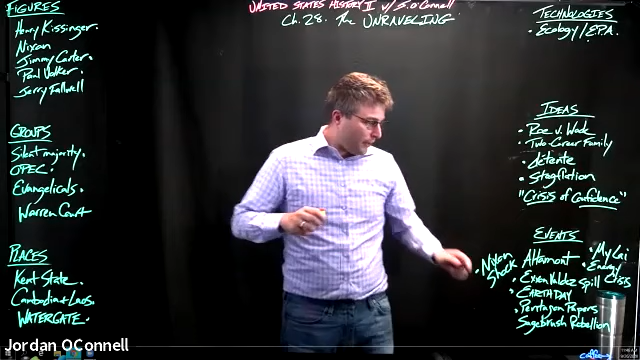 FIGURES
Henry Kissinger.
Nixon
Jimmy Carter.
Paul Volker.
Jerry Fallwell
GROUPS
Silent majority.
OPEC.
Evangelicals.
Warren Court
PLACES
Kent State.
Cambodia + Laos.
WATERGATE.
UNITED STATES HISTORY II w/ J. O'Connell
Ch. 28. The UNRAVELING
TECHNOLOGIES
• Ecology / EPA.
IDEAS
• Roe v. Wade
• Two Career Family
• détente
• Stagflation
"Crisis of Confidence"
EVENTS
• Nixon Shock
Altamont
• My Lai
• Energy Crisis
• Exxon Valdez Spill
• EARTH DAY
• Pentagon Papers
Sagebrush Rebellion
coffee
Jordan OConnell